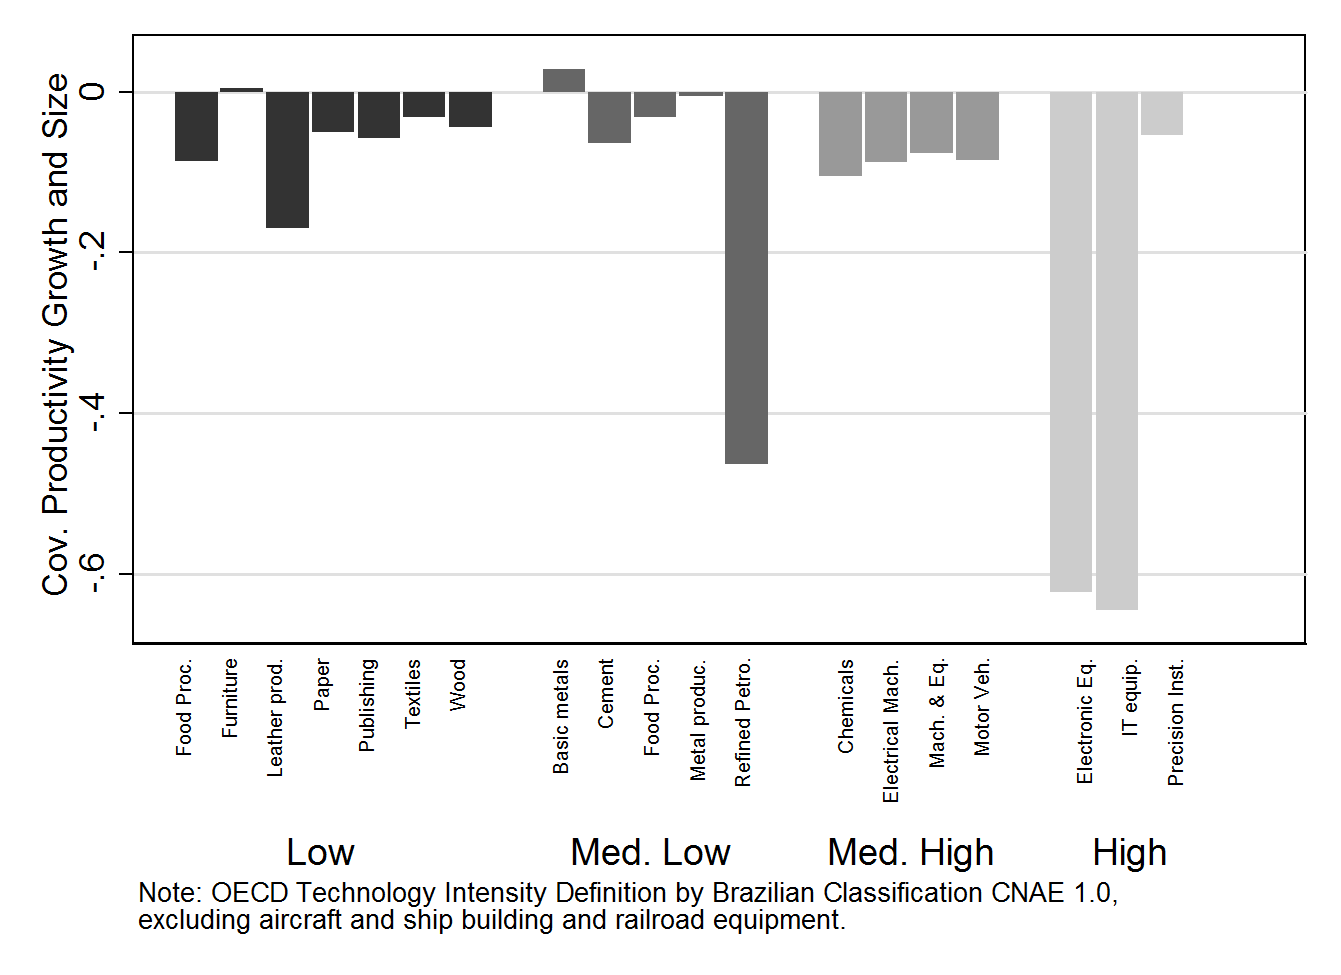 Cov. Productivity Growth and Size
0
-.2
-.4
-.6
Food Proc.
Furniture
Leather prod.
Paper
Publishing
Textiles
Wood
Basic metals
Cement
Food Proc.
Metal produc.
Refined Petro.
Chemicals
Electrical Mach.
Mach. & Eq.
Motor Veh.
Electronic Eq.
IT equip.
Precision Inst.
Low
Med. Low
Med. High
High
Note: OECD Technology Intensity Definition by Brazilian Classification CNAE 1.0,
excluding aircraft and ship building and railroad equipment.